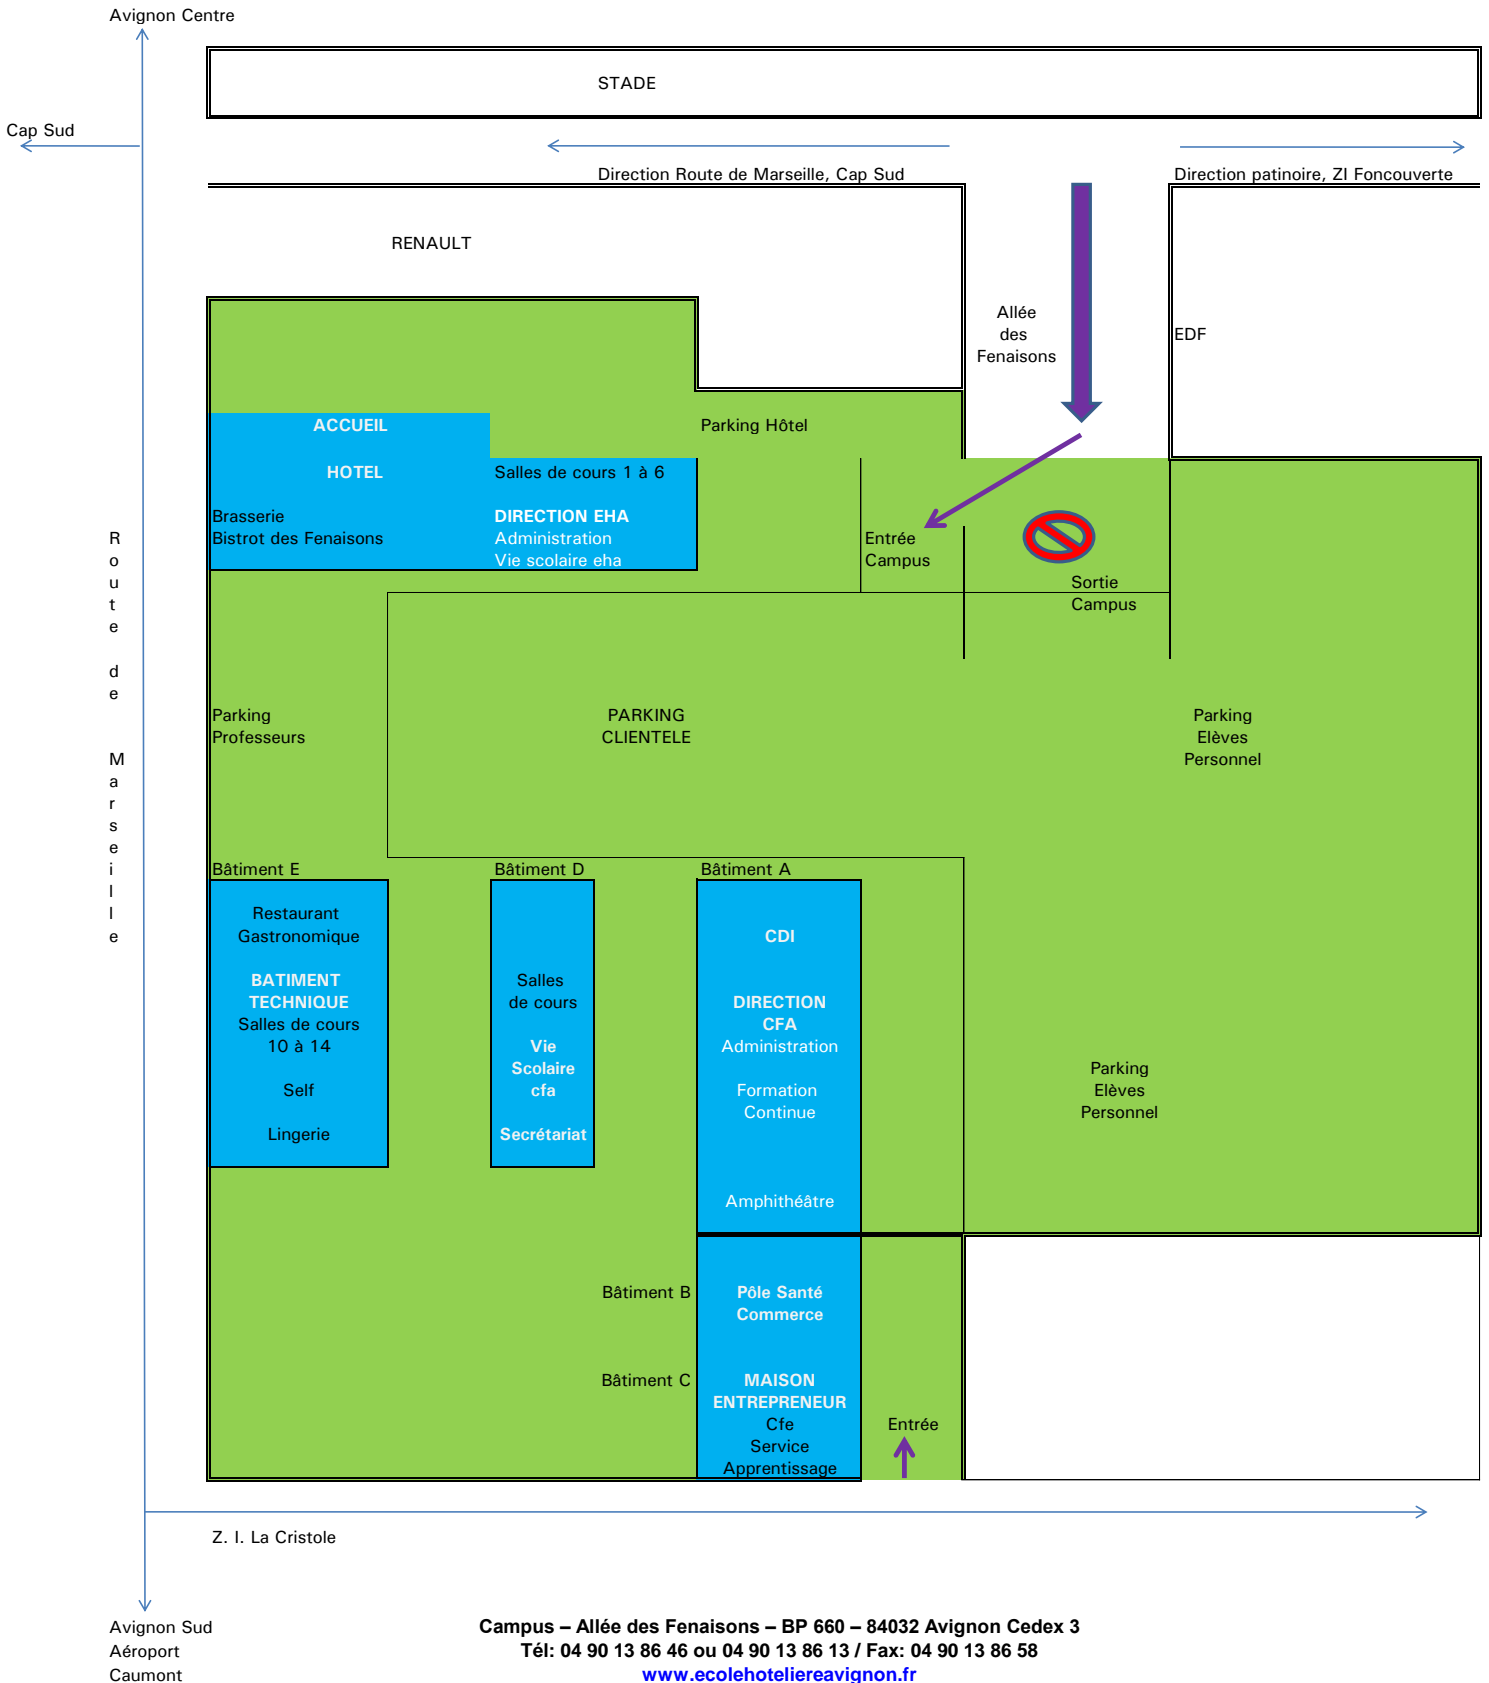 Avignon Centre
STADE
Cap Sud
Direction Route de Marseille, Cap Sud
Direction patinoire, ZI Foncouverte
RENAULT
Allée
des
Fenaisons
EDF
ACCUEIL
Parking Hôtel
HOTEL
Salles de cours 1 à 6
Brasserie
Bistrot des Fenaisons
DIRECTION EHA
Administration
Vie scolaire eha
Entrée
Campus
Sortie
Campus
Route de Marseille
Parking
Professeurs
PARKING
CLIENTELE
Parking
Elèves
Personnel
Bâtiment E
Restaurant
Gastronomique
BATIMENT
TECHNIQUE
Salles de cours
10 à 14
Self
Lingerie
Bâtiment D
Salles
de cours
Vie
Scolaire
cfa
Secrétariat
Bâtiment A
CDI
DIRECTION
CFA
Administration
Formation
Continue
Amphithéâtre
Parking
Elèves
Personnel
Bâtiment B
Pôle Santé
Commerce
Bâtiment C
MAISON
ENTREPRENEUR
Cfe
Service
Apprentissage
Entrée
Z. I. La Cristole
Avignon Sud
Aéroport
Caumont
Campus – Allée des Fenaisons – BP 660 – 84032 Avignon Cedex 3
Tél: 04 90 13 86 46 ou 04 90 13 86 13 / Fax: 04 90 13 86 58
www.ecolehoteliereavignon.fr